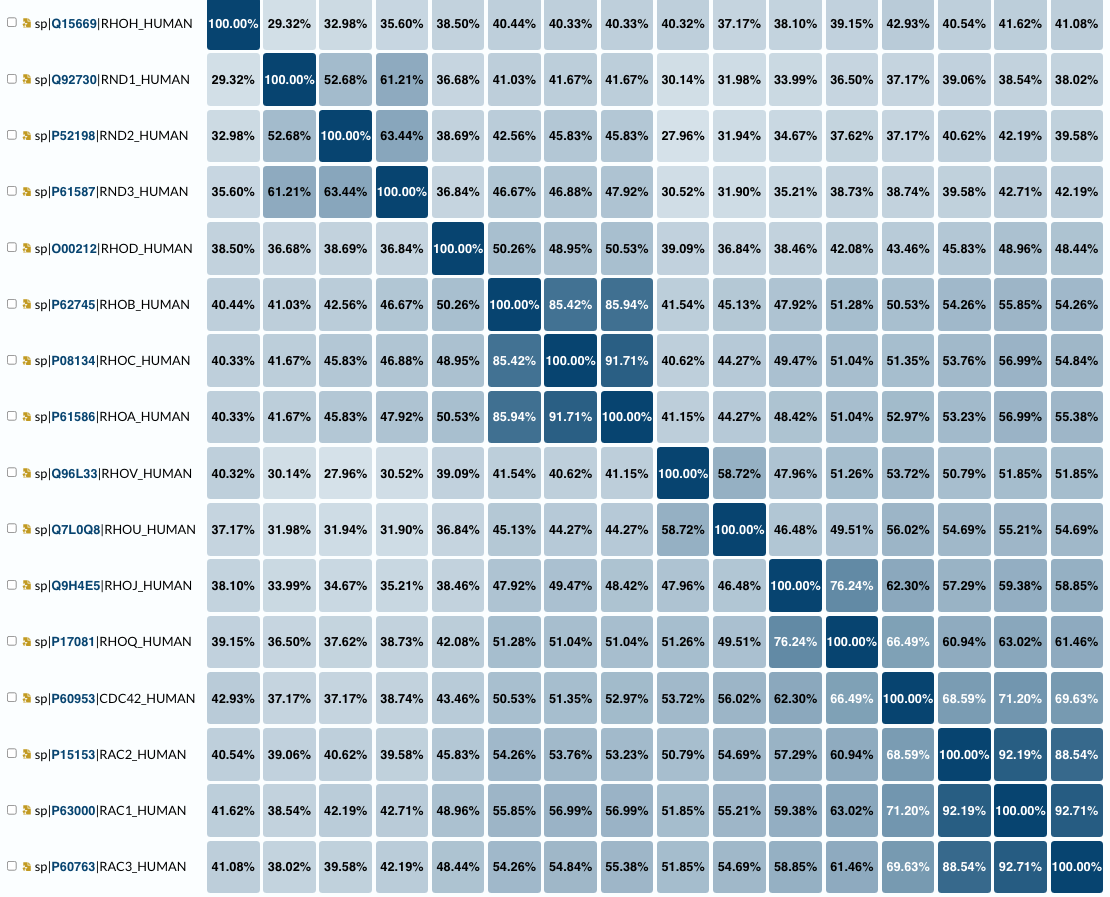 sp|Q15669|RHOH_HUMAN 100.00% 29.32% 32.98% 35.60% 38.50% 40.44% 40.33% 40.33% 40.32% 37.17% 38.10% 39.15% 42.93% 40.54% 41.62% 41.08%
sp|Q92730|RND1_HUMAN 29.32% 100.00% 52.68% 61.21% 36.68% 41.03% 41.67% 41.67% 30.14% 31.98% 33.99% 36.50% 37.17% 39.06% 38.54% 38.02%
sp|P52198|RND2_HUMAN 32.98% 52.68% 100.00% 63.44% 38.69% 42.56% 45.83% 45.83% 27.96% 31.94% 34.67% 37.62% 37.17% 40.62% 42.19% 39.58%
sp|P61587|RND3_HUMAN 35.60% 61.21% 63.44% 100.00% 36.84% 46.67% 46.88% 47.92% 30.52% 31.90% 35.21% 38.73% 38.74% 39.58% 42.71% 42.19%
sp|O00212|RHOD_HUMAN 38.50% 36.68% 38.69% 36.84% 100.00% 50.26% 48.95% 50.53% 39.09% 36.84% 38.46% 42.08% 43.46% 45.83% 48.96% 48.44%
sp|P62745|RHOB_HUMAN 40.44% 41.03% 42.56% 46.67% 50.26% 100.00% 85.42% 85.94% 41.54% 45.13% 47.92% 51.28% 50.53% 54.26% 55.85% 54.26%
sp|P08134|RHOC_HUMAN 40.33% 41.67% 45.83% 46.88% 48.95% 85.42% 100.00% 91.71% 40.62% 44.27% 49.47% 51.04% 51.35% 53.76% 56.99% 54.84%
sp|P61586|RHOA_HUMAN 40.33% 41.67% 45.83% 47.92% 50.53% 85.94% 91.71% 100.00% 41.15% 44.27% 48.42% 51.04% 52.97% 53.23% 56.99% 55.38%
sp|Q96L33|RHOV_HUMAN 40.32% 30.14% 27.96% 30.52% 39.09% 41.54% 40.62% 41.15% 100.00% 58.72% 47.96% 51.26% 53.72% 50.79% 51.85% 51.85%
sp|Q7L0Q8|RHOU_HUMAN 37.17% 31.98% 31.94% 31.90% 36.84% 45.13% 44.27% 44.27% 58.72% 100.00% 46.48% 49.51% 56.02% 54.69% 55.21% 54.69%
sp|Q9H4E5|RHOJ_HUMAN 38.10% 33.99% 34.67% 35.21% 38.46% 47.92% 49.47% 48.42% 47.96% 46.48% 100.00% 76.24% 62.30% 57.29% 59.38% 58.85%
sp|P17081|RHOQ_HUMAN 39.15% 36.50% 37.62% 38.73% 42.08% 51.28% 51.04% 51.04% 51.26% 49.51% 76.24% 100.00% 66.49% 60.94% 63.02% 61.46%
sp|P60953|CDC42_HUMAN 42.93% 37.17% 37.17% 38.74% 43.46% 50.53% 51.35% 52.97% 53.72% 56.02% 62.30% 66.49% 100.00% 68.59% 71.20% 69.63%
sp|P15153|RAC2_HUMAN 40.54% 39.06% 40.62% 39.58% 45.83% 54.26% 53.76% 53.23% 50.79% 54.69% 57.29% 60.94% 68.59% 100.00% 92.19% 88.54%
sp|P63000|RAC1_HUMAN 41.62% 38.54% 42.19% 42.71% 48.96% 55.85% 56.99% 56.99% 51.85% 55.21% 59.38% 63.02% 71.20% 92.19% 100.00% 92.71%
sp|P60763|RAC3_HUMAN 41.08% 38.02% 39.58% 42.19% 48.44% 54.26% 54.84% 55.38% 51.85% 54.69% 58.85% 61.46% 69.63% 88.54% 92.71% 100.00%